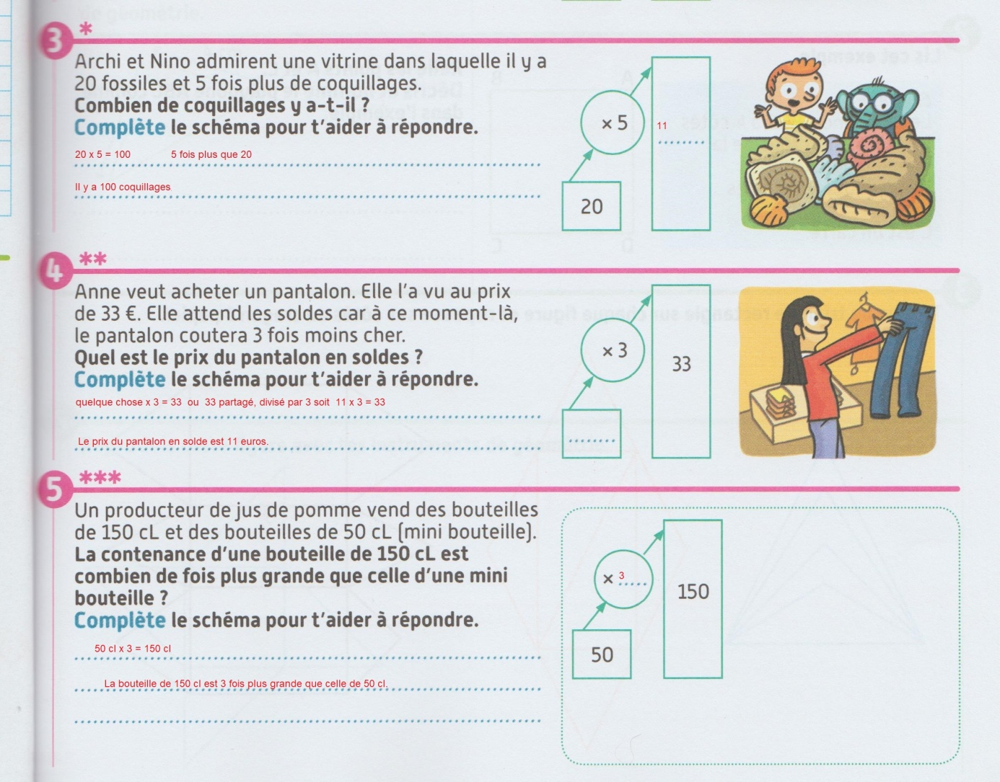 3 *
Archi et Nino admirent une vitrine dans laquelle il y a
20 fossiles et 5 fois plus de coquillages.
Combien de coquillages y a-t-il ?
Complète le schéma pour t'aider à répondre.
20 x 5 = 100 5 fois plus que 20
Il y a 100 coquillages
× 5
11
20
4 **
Anne veut acheter un pantalon. Elle l'a vu au prix
de 33 €. Elle attend les soldes car à ce moment-là,
le pantalon coutera 3 fois moins cher.
Quel est le prix du pantalon en soldes ?
Complète le schéma pour t'aider à répondre.
quelque chose x 3 = 33 ou 33 partagé, divisé par 3 soit 11 x 3 = 33
Le prix du pantalon en solde est 11 euros.
× 3
33
5 ***
Un producteur de jus de pomme vend des bouteilles
de 150 cL et des bouteilles de 50 cL (mini bouteille).
La contenance d'une bouteille de 150 cL est
combien de fois plus grande que celle d'une mini
bouteille ?
Complète le schéma pour t'aider à répondre.
50 cl x 3 = 150 cl
La bouteille de 150 cl est 3 fois plus grande que celle de 50 cl.
× 3
150
50